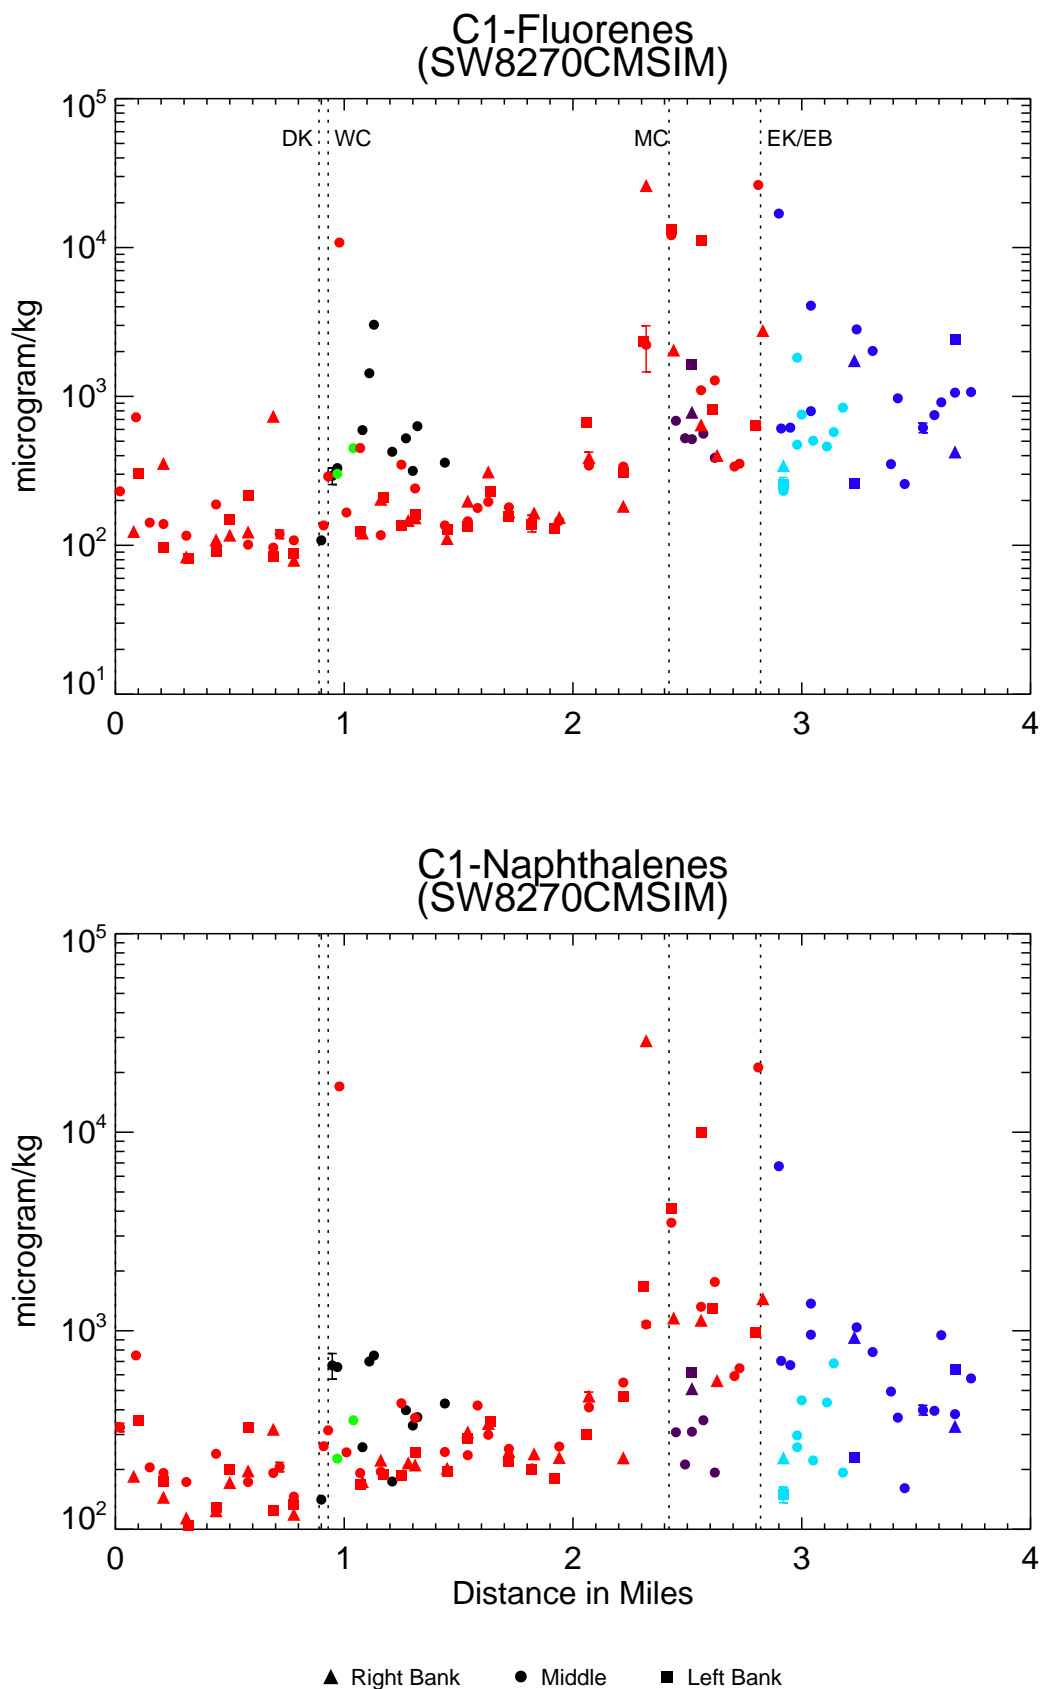 C1-Fluorenes
(SW8270CMSIM)
10^5
DK WC MC EK/EB
10^4
microgram/kg
10^3
10^2
10^1
0 1 2 3 4
C1-Naphthalenes
(SW8270CMSIM)
10^5
10^4
microgram/kg
10^3
10^2
0 1 2 3 4
Distance in Miles
Right Bank Middle Left Bank